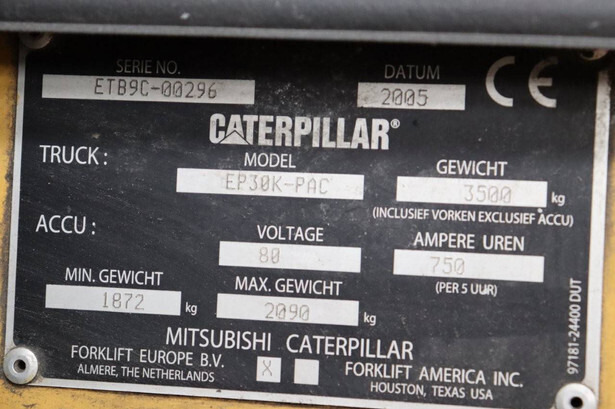 SERIE NO. DATUM
ETB9C-00296 2005 CE
CATERPILLAR®
TRUCK: MODEL GEWICHT
EP30K-PAC 3500 kg
(INCLUSIEF VORKEN EXCLUSIEF ACCU)
ACCU: VOLTAGE AMPERE UREN
80 750
MIN. GEWICHT MAX. GEWICHT (PER 5 UUR)
1872 kg 2090 kg
MITSUBISHI CATERPILLAR
FORKLIFT EUROPE B.V. X FORKLIFT AMERICA INC.
ALMERE, THE NETHERLANDS HOUSTON, TEXAS USA
97181-24400 DUT